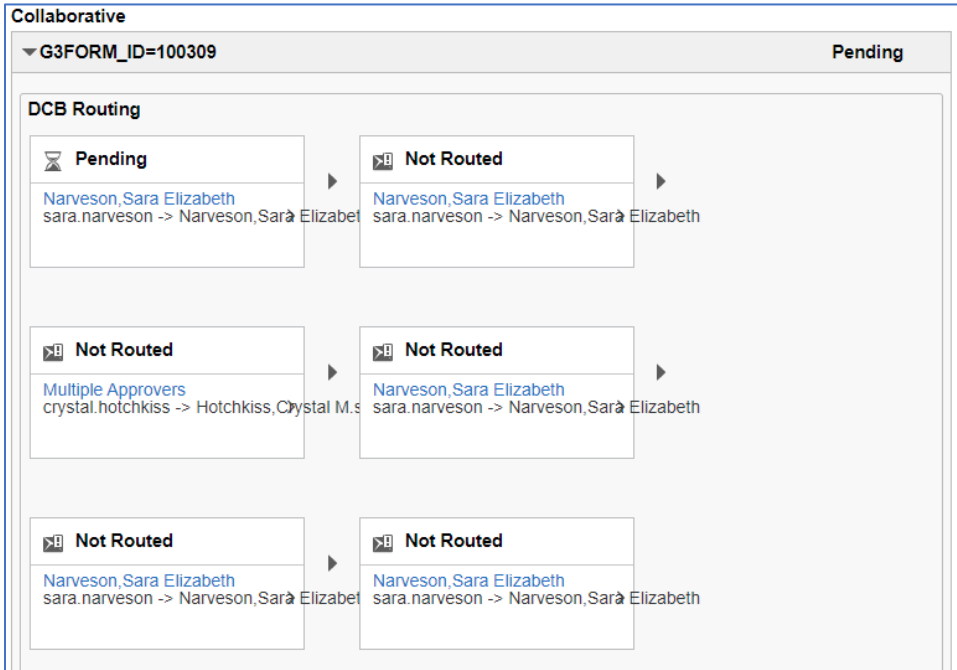 Collaborative
G3FORM_ID=100309 Pending
DCB Routing
Pending Not Routed
Narveson,Sara Elizabeth Narveson,Sara Elizabeth
sara.narveson -> Narveson,Sara Elizabet sara.narveson -> Narveson,Sara Elizabeth
Not Routed Not Routed
Multiple Approvers Narveson,Sara Elizabeth
crystal.hotchkiss -> Hotchkiss,Crystal M.s sara.narveson -> Narveson,Sara Elizabeth
Not Routed Not Routed
Narveson,Sara Elizabeth Narveson,Sara Elizabeth
sara.narveson -> Narveson,Sara Elizabet sara.narveson -> Narveson,Sara Elizabeth